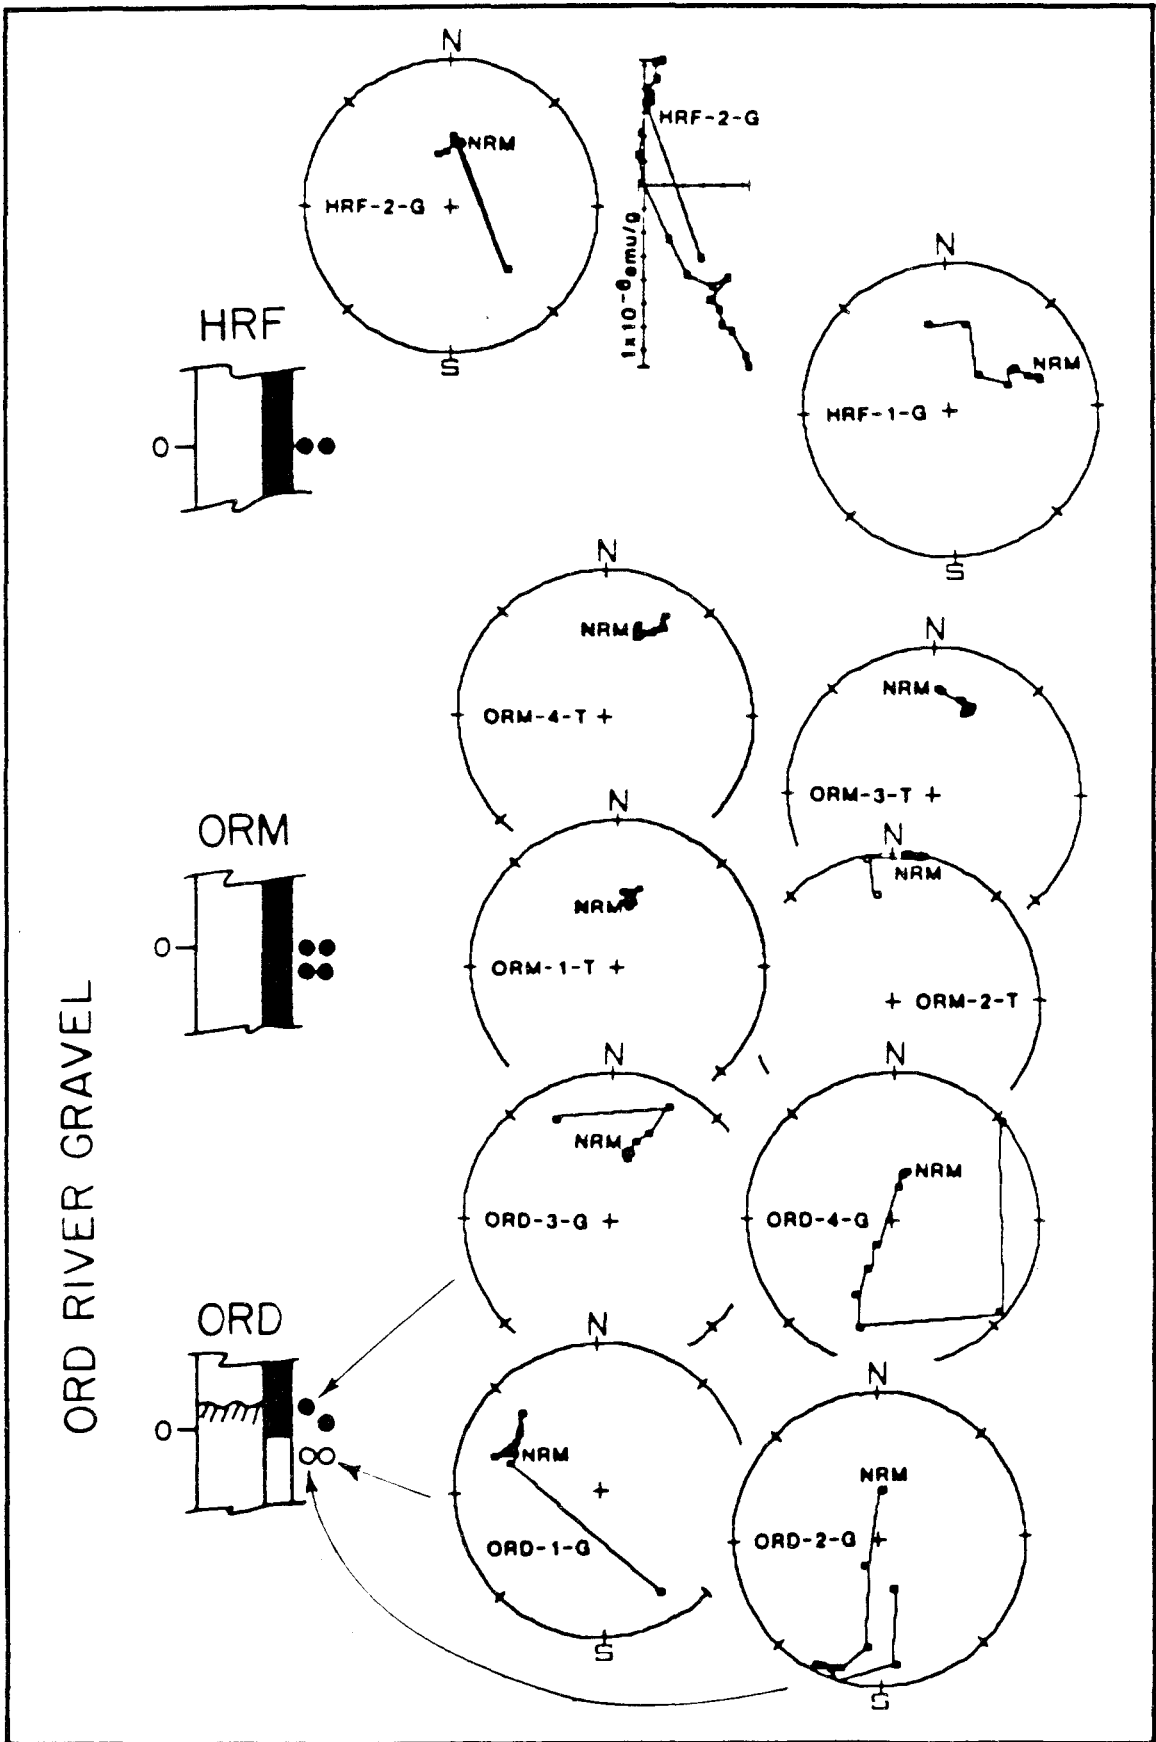 N
NRM
HRF-2-G
S
HRF-2-G
1x10-6emu/g
N
NRM
HRF-1-G
S
HRF
0
N
NRM
ORM-4-T
N
NRM
ORM-3-T
ORM
0
N
NRM
ORM-1-T
N
NRM
ORM-2-T
ORD RIVER GRAVEL
N
NRM
ORD-3-G
N
NRM
ORD-4-G
ORD
0
N
NRM
ORD-1-G
S
N
NRM
ORD-2-G
S